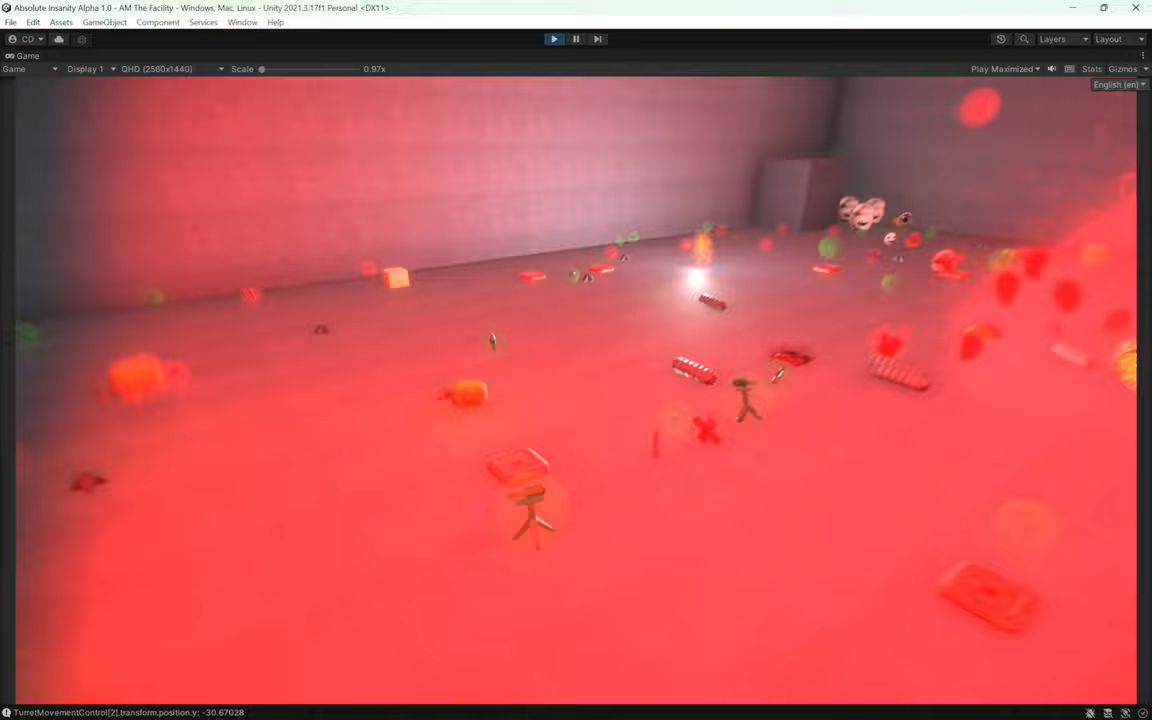 Absolute Insanity Alpha 1.0 - AM The Facility - Windows, Mac, Linux - Unity 2021.3.17f1 Personal <DX11>
File Edit Assets GameObject Component Services Window Help
CD Layers Layout
Game
Game Display 1 QHD (2560x1440) Scale 0.97x Play Maximized Stats Gizmos
English (en)
TurretMovementControl[2].transform.position.y: -30.67028